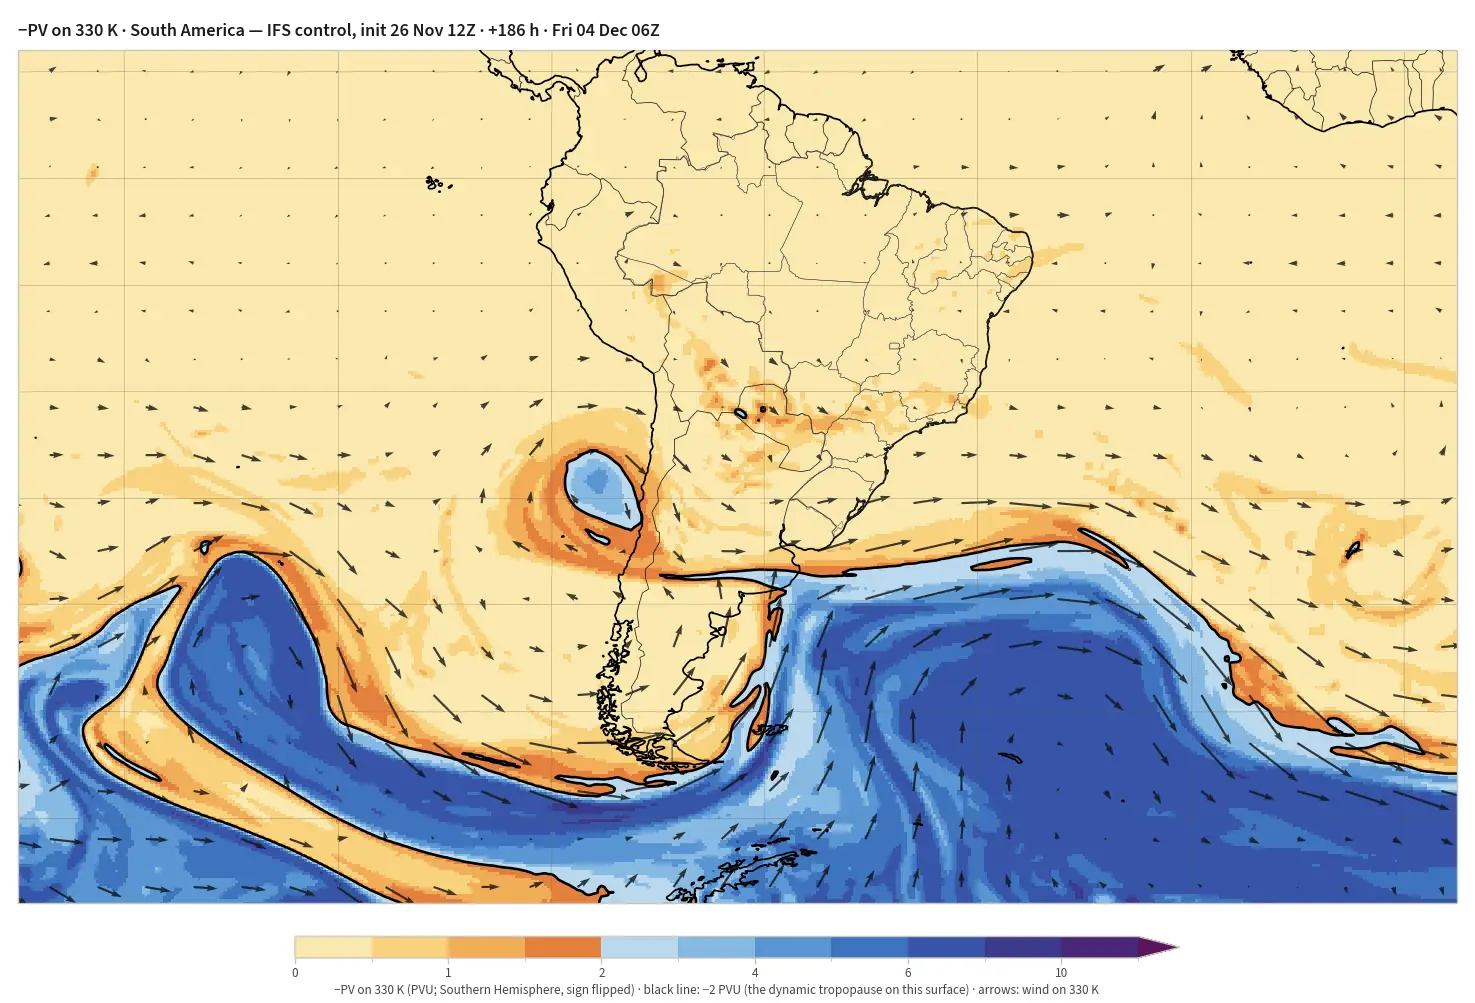 −PV on 330 K · South America — IFS control, init 26 Nov 12Z · +186 h · Fri 04 Dec 06Z
0 1 2 4 6 10
−PV on 330 K (PVU; Southern Hemisphere, sign flipped) · black line: −2 PVU (the dynamic tropopause on this surface) · arrows: wind on 330 K